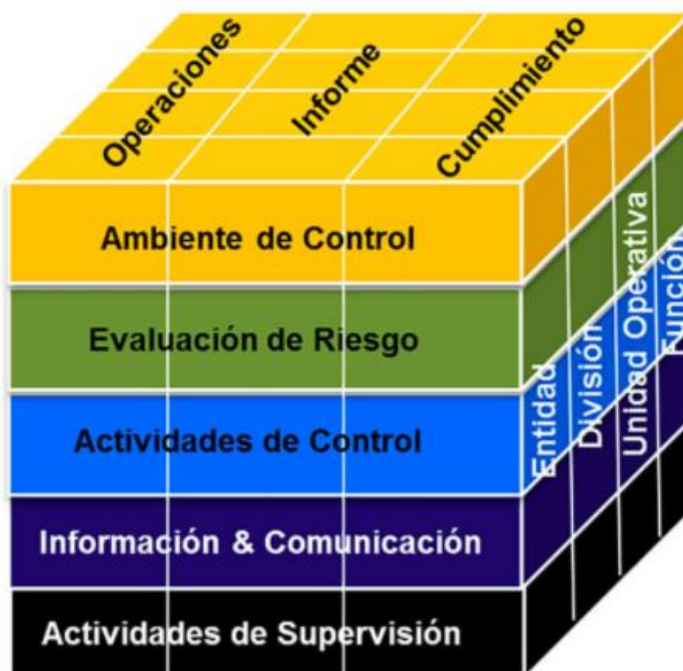 Operaciones
Informe
Cumplimiento
Ambiente de Control
Evaluación de Riesgo
Actividades de Control
Información & Comunicación
Actividades de Supervisión
Entidad
División
Unidad Operativa
Función